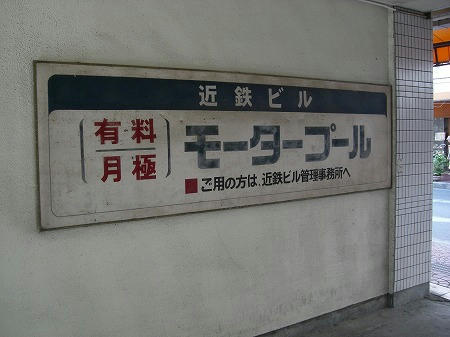 近鉄ビル
有料
月極
モータープール
■ご用の方は、近鉄ビル管理事務所へ